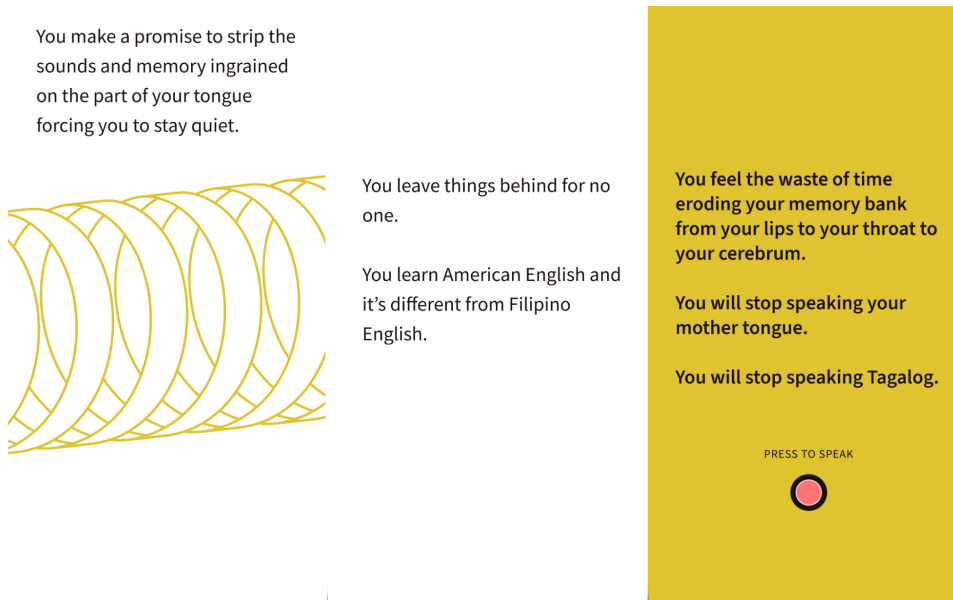 You make a promise to strip the
sounds and memory ingrained
on the part of your tongue
forcing you to stay quiet.
You leave things behind for no
one.
You learn American English and
it’s different from Filipino
English.
You feel the waste of time
eroding your memory bank
from your lips to your throat to
your cerebrum.
You will stop speaking your
mother tongue.
You will stop speaking Tagalog.
PRESS TO SPEAK